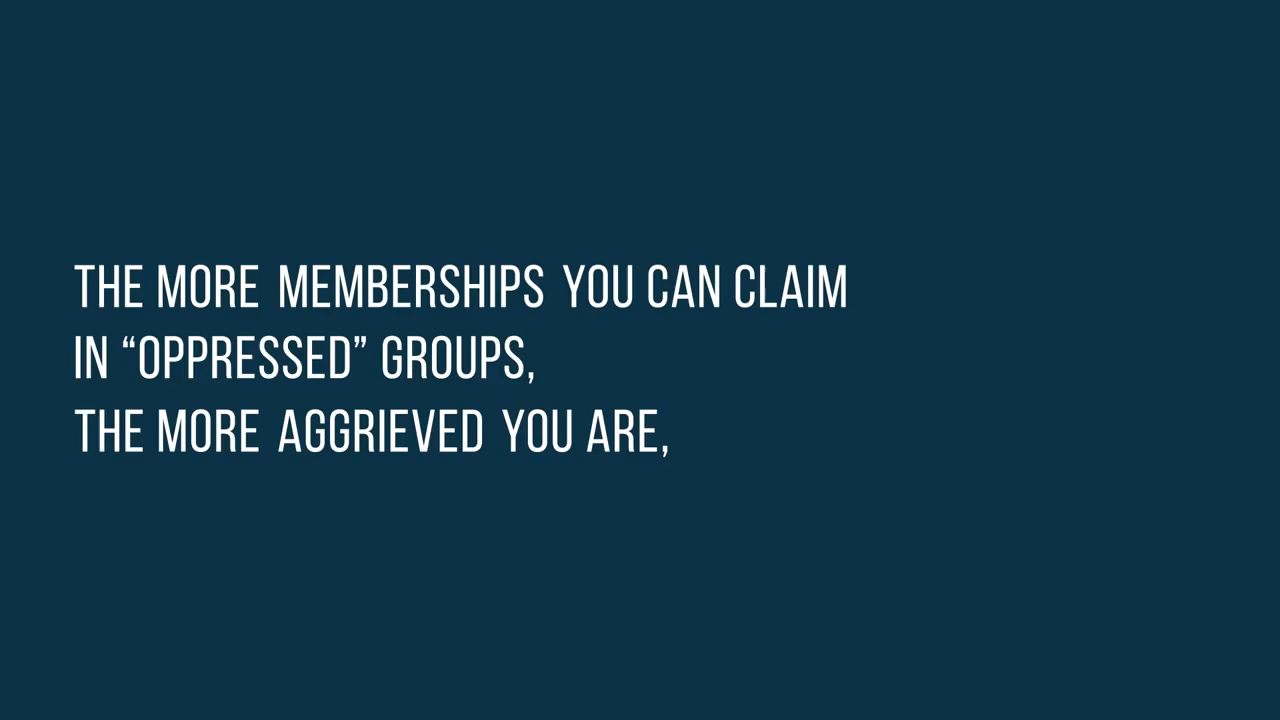 THE MORE MEMBERSHIPS YOU CAN CLAIM
IN “OPPRESSED” GROUPS,
THE MORE AGGRIEVED YOU ARE,